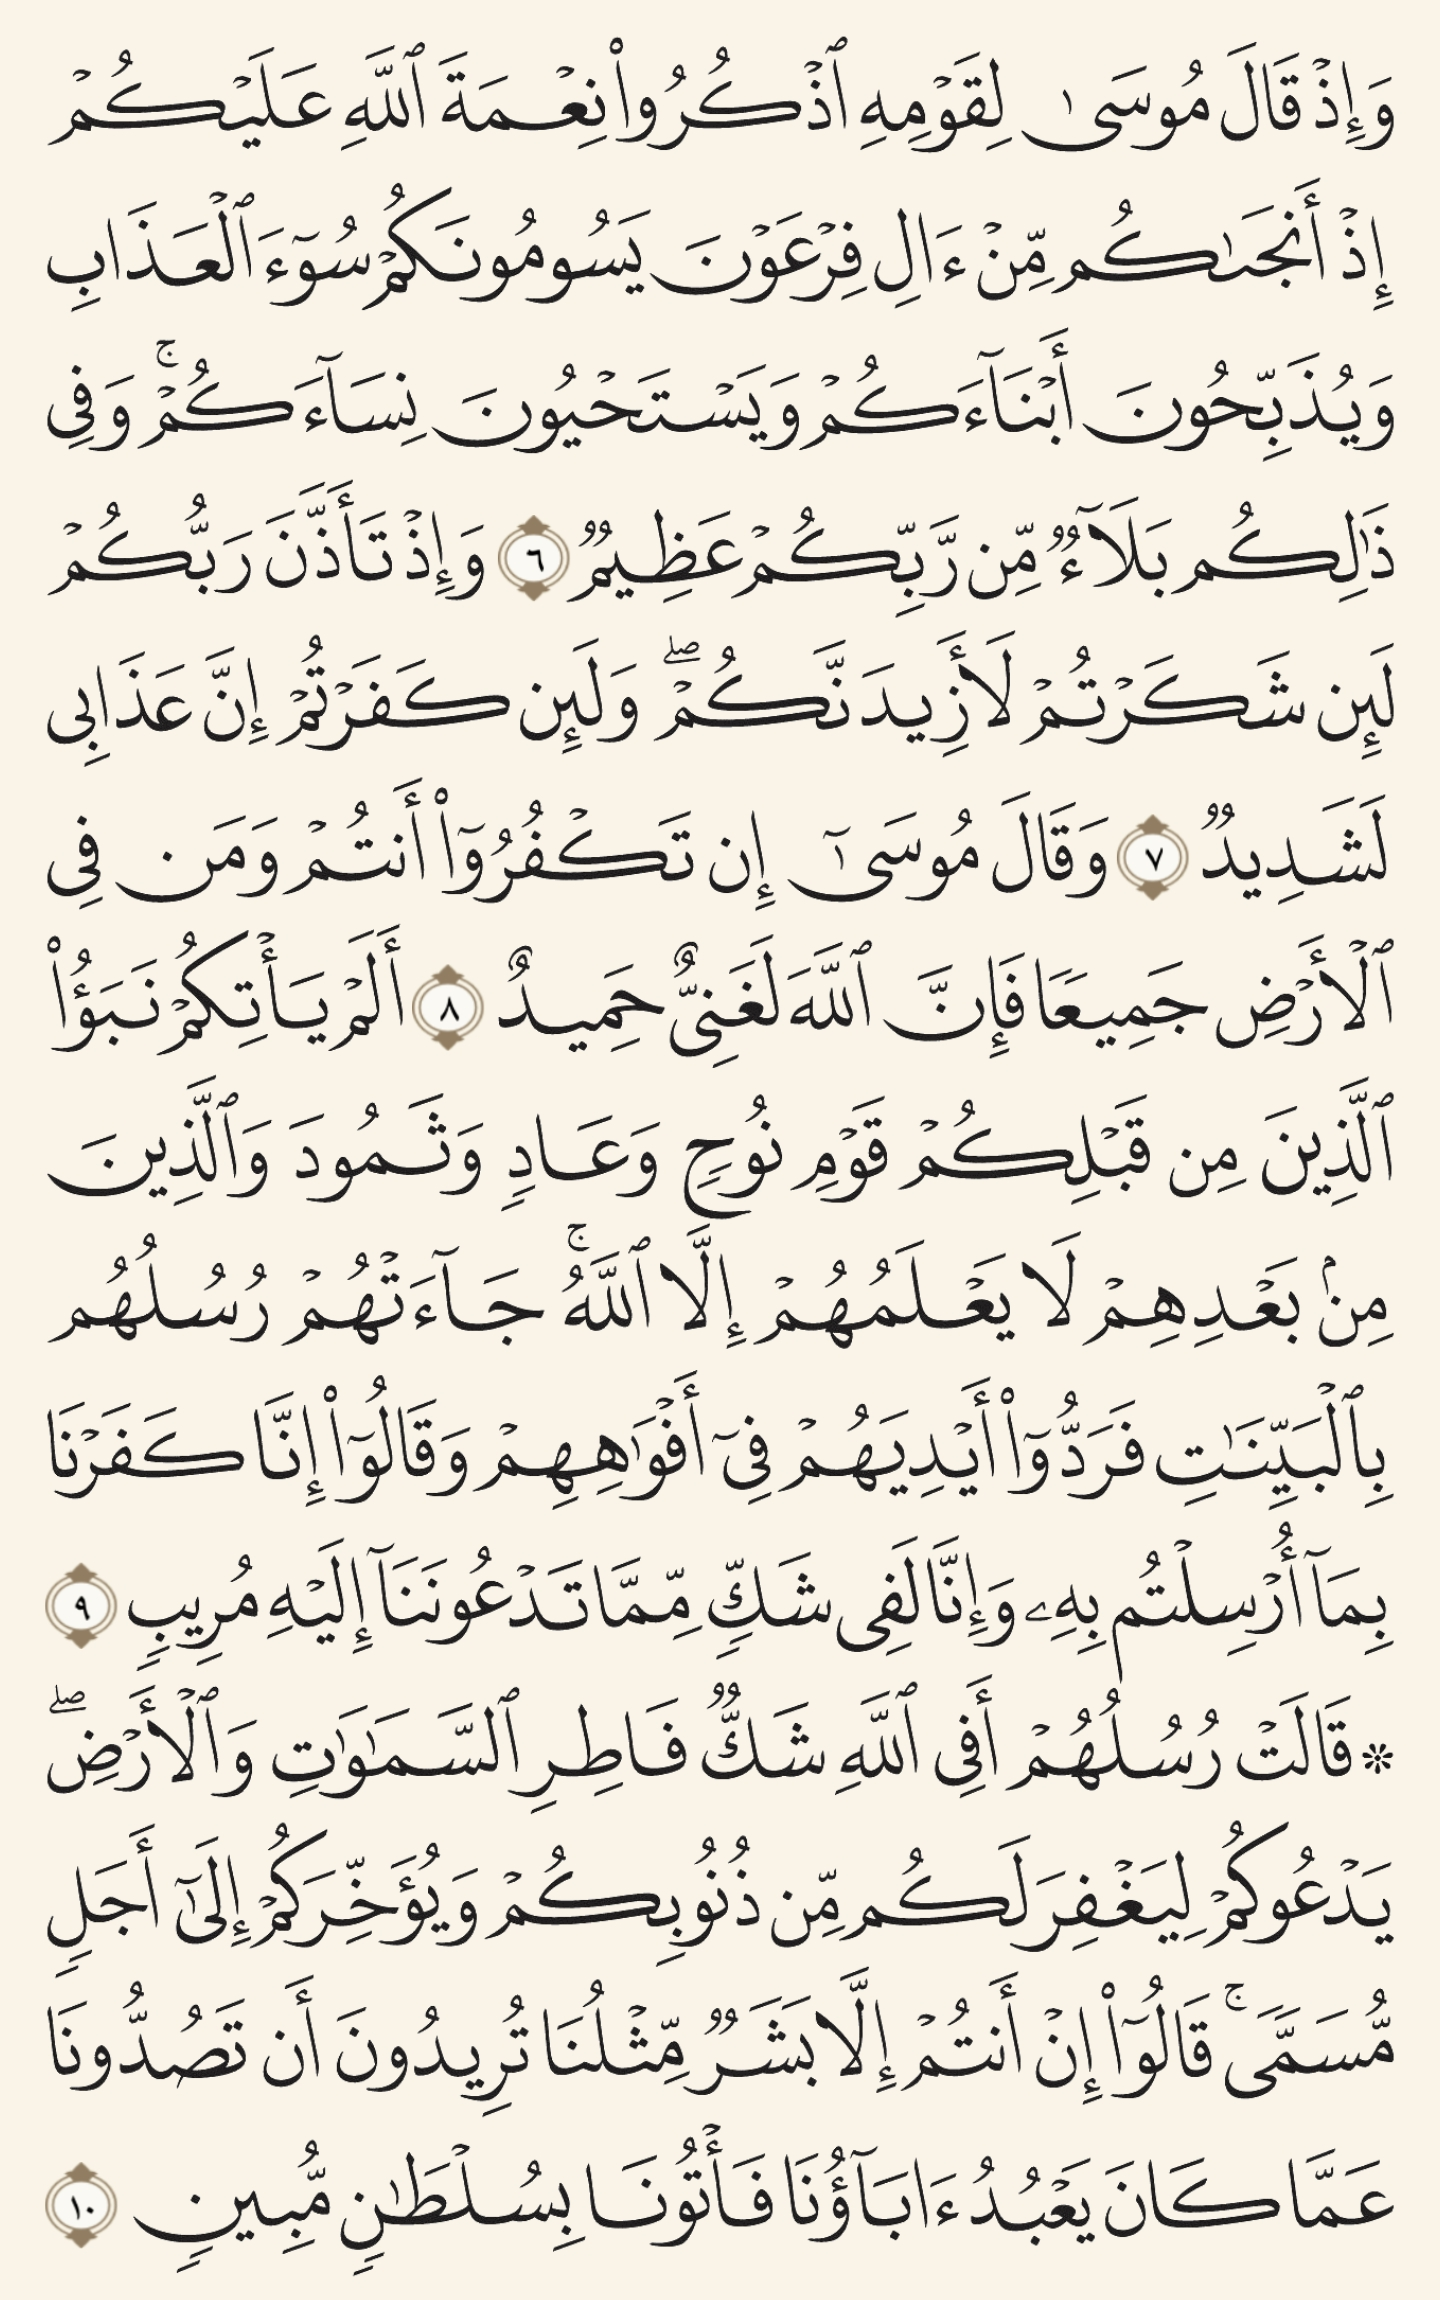 وَإِذْ قَالَ مُوسَىٰ لِقَوْمِهِ ٱذْكُرُوا۟ نِعْمَةَ ٱللَّهِ عَلَيْكُمْ
إِذْ أَنجَىٰكُم مِّنْ ءَالِ فِرْعَوْنَ يَسُومُونَكُمْ سُوٓءَ ٱلْعَذَابِ
وَيُذَبِّحُونَ أَبْنَآءَكُمْ وَيَسْتَحْيُونَ نِسَآءَكُمْ ۚ وَفِى
ذَٰلِكُم بَلَآءٌ مِّن رَّبِّكُمْ عَظِيمٌ ٦ وَإِذْ تَأَذَّنَ رَبُّكُمْ
لَئِن شَكَرْتُمْ لَأَزِيدَنَّكُمْ ۖ وَلَئِن كَفَرْتُمْ إِنَّ عَذَابِى
لَشَدِيدٌ ٧ وَقَالَ مُوسَىٰٓ إِن تَكْفُرُوٓا۟ أَنتُمْ وَمَن فِى
ٱلْأَرْضِ جَمِيعًا فَإِنَّ ٱللَّهَ لَغَنِىٌّ حَمِيدٌ ٨ أَلَمْ يَأْتِكُمْ نَبَؤُا۟
ٱلَّذِينَ مِن قَبْلِكُمْ قَوْمِ نُوحٍ وَعَادٍ وَثَمُودَ وَٱلَّذِينَ
مِنۢ بَعْدِهِمْ لَا يَعْلَمُهُمْ إِلَّا ٱللَّهُ ۚ جَآءَتْهُمْ رُسُلُهُم
بِٱلْبَيِّنَـٰتِ فَرَدُّوٓا۟ أَيْدِيَهُمْ فِىٓ أَفْوَٰهِهِمْ وَقَالُوٓا۟ إِنَّا كَفَرْنَا
بِمَآ أُرْسِلْتُم بِهِۦ وَإِنَّا لَفِى شَكٍّ مِّمَّا تَدْعُونَنَآ إِلَيْهِ مُرِيبٍ ٩
۞ قَالَتْ رُسُلُهُمْ أَفِى ٱللَّهِ شَكٌّ فَاطِرِ ٱلسَّمَـٰوَٰتِ وَٱلْأَرْضِ ۖ
يَدْعُوكُمْ لِيَغْفِرَ لَكُم مِّن ذُنُوبِكُمْ وَيُؤَخِّرَكُمْ إِلَىٰٓ أَجَلٍ
مُّسَمًّى ۚ قَالُوٓا۟ إِنْ أَنتُمْ إِلَّا بَشَرٌ مِّثْلُنَا تُرِيدُونَ أَن تَصُدُّونَا
عَمَّا كَانَ يَعْبُدُ ءَابَآؤُنَا فَأْتُونَا بِسُلْطَـٰنٍ مُّبِينٍ ١٠